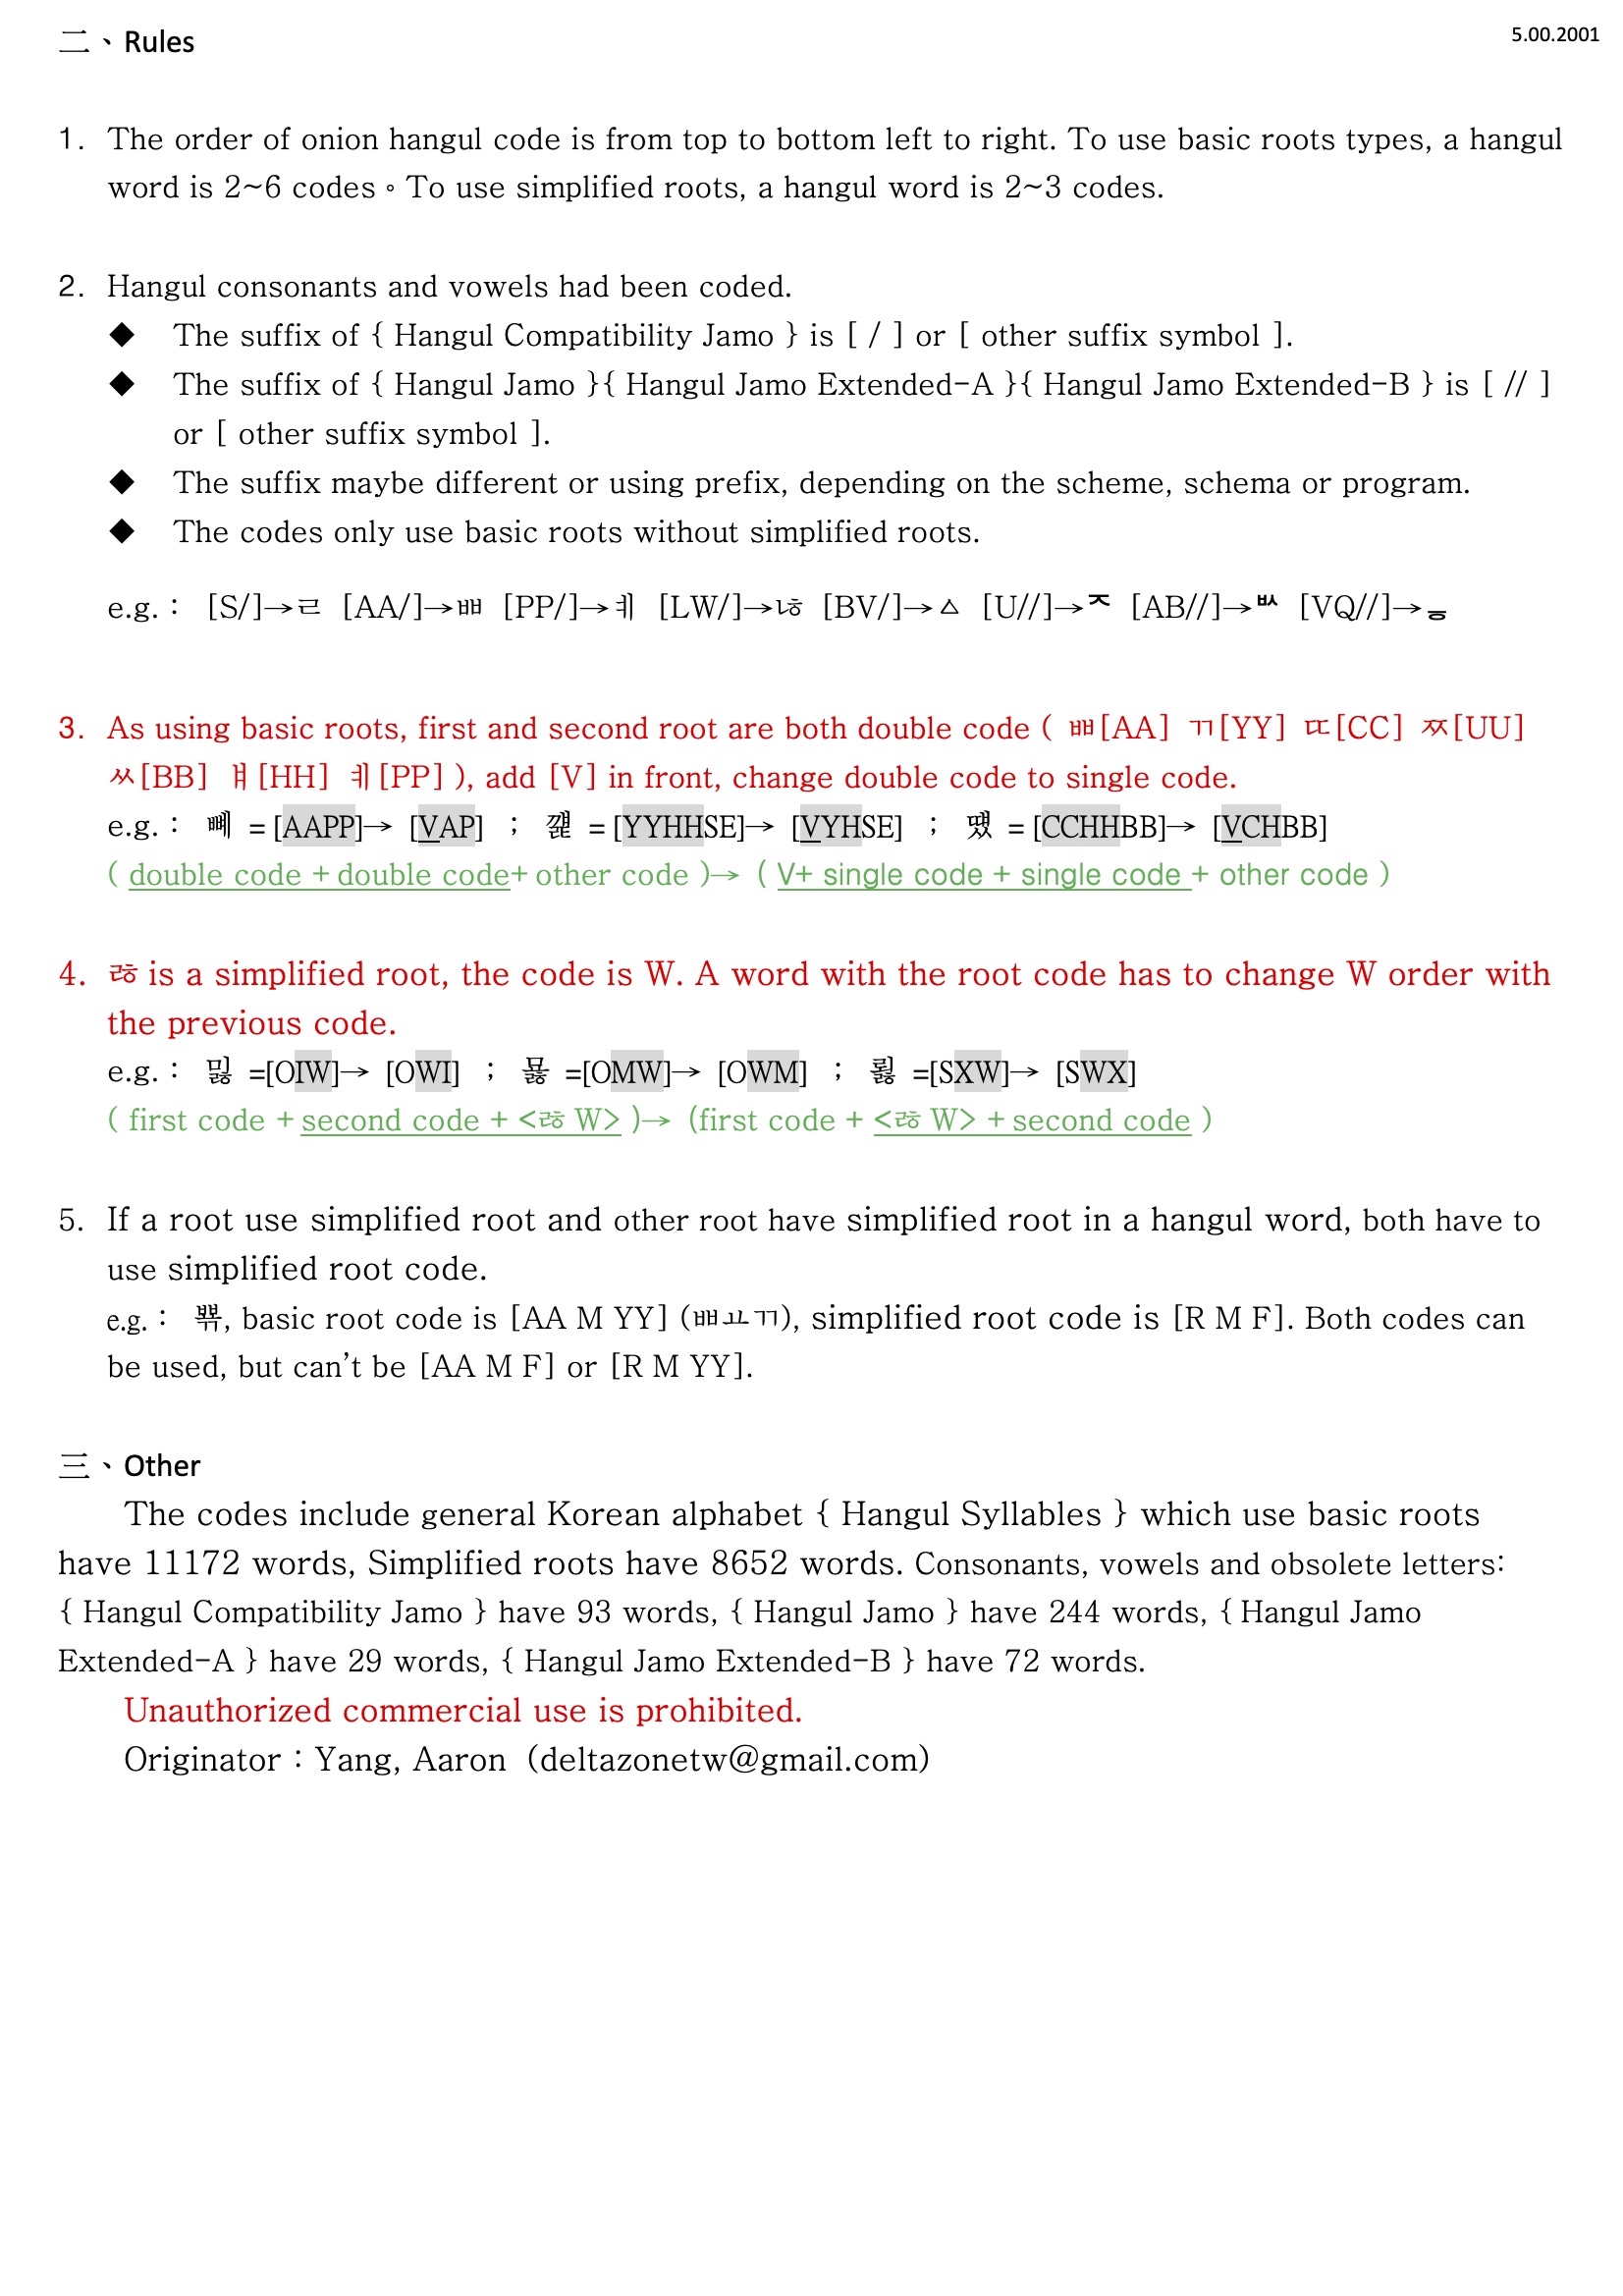 二、Rules
5.00.2001
1. The order of onion hangul code is from top to bottom left to right. To use basic roots types, a hangul
word is 2~6 codes。To use simplified roots, a hangul word is 2~3 codes.
2. Hangul consonants and vowels had been coded.
◆ The suffix of { Hangul Compatibility Jamo } is [ / ] or [ other suffix symbol ].
◆ The suffix of { Hangul Jamo }{ Hangul Jamo Extended-A }{ Hangul Jamo Extended-B } is [ // ]
or [ other suffix symbol ].
◆ The suffix maybe different or using prefix, depending on the scheme, schema or program.
◆ The codes only use basic roots without simplified roots.
e.g.： [S/]→ㄹ [AA/]→ㅃ [PP/]→ㅖ [LW/]→ㄶ [BV/]→ㅿ [U//]→ᄌ [AB//]→ᄡ [VQ//]→ᇹ
3. As using basic roots, first and second root are both double code ( ㅃ[AA] ㄲ[YY] ㄸ[CC] ㅉ[UU]
ㅆ[BB] ㅒ[HH] ㅖ[PP] ), add [V] in front, change double code to single code.
e.g.： 뼤 =[AAPP]→ [VAP] ； 꺫 =[YYHHSE]→ [VYHSE] ； 떘 =[CCHHBB]→ [VCHBB]
( double code + double code+ other code )→ ( V+ single code + single code + other code )
4. ㅀ is a simplified root, the code is W. A word with the root code has to change W order with
the previous code.
e.g.： 밇 =[OIW]→ [OWI] ； 묧 =[OMW]→ [OWM] ； 뢿 =[SXW]→ [SWX]
( first code + second code + <ㅀ W> )→ (first code + <ㅀ W> + second code )
5. If a root use simplified root and other root have simplified root in a hangul word, both have to
use simplified root code.
e.g.： 뾲, basic root code is [AA M YY] (ㅃㅛㄲ), simplified root code is [R M F]. Both codes can
be used, but can't be [AA M F] or [R M YY].
三、Other
The codes include general Korean alphabet { Hangul Syllables } which use basic roots
have 11172 words, Simplified roots have 8652 words. Consonants, vowels and obsolete letters:
{ Hangul Compatibility Jamo } have 93 words, { Hangul Jamo } have 244 words, { Hangul Jamo
Extended-A } have 29 words, { Hangul Jamo Extended-B } have 72 words.
Unauthorized commercial use is prohibited.
Originator：Yang, Aaron (deltazonetw@gmail.com)